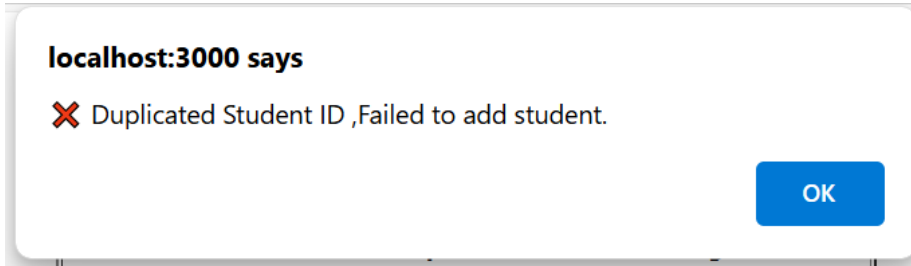 localhost:3000 says
❌ Duplicated Student ID ,Failed to add student.
OK